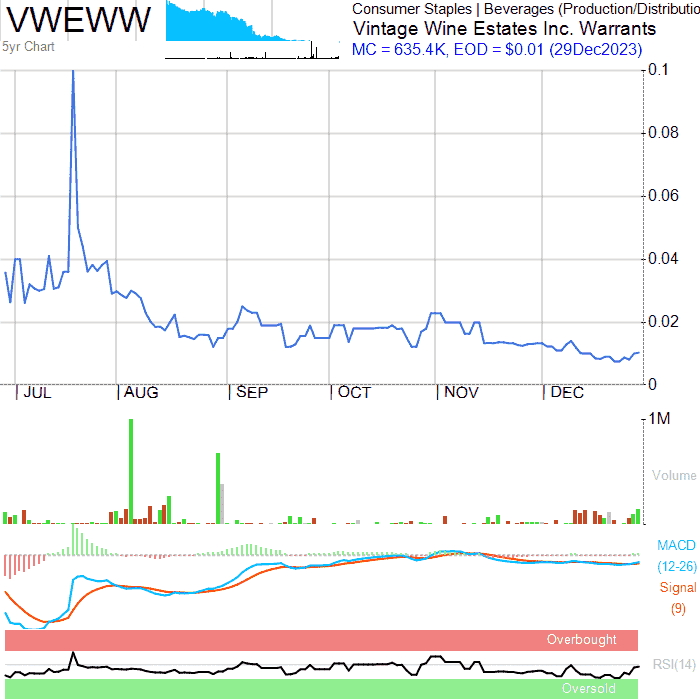 VWEWW
5yr Chart
Consumer Staples | Beverages (Production/Distributio
Vintage Wine Estates Inc. Warrants
MC = 635.4K, EOD = $0.01 (29Dec2023)
0.1
0.08
0.06
0.04
0.02
0
JUL AUG SEP OCT NOV DEC
1M
Volume
MACD
(12-26)
Signal
(9)
Overbought
RSI(14)
Oversold